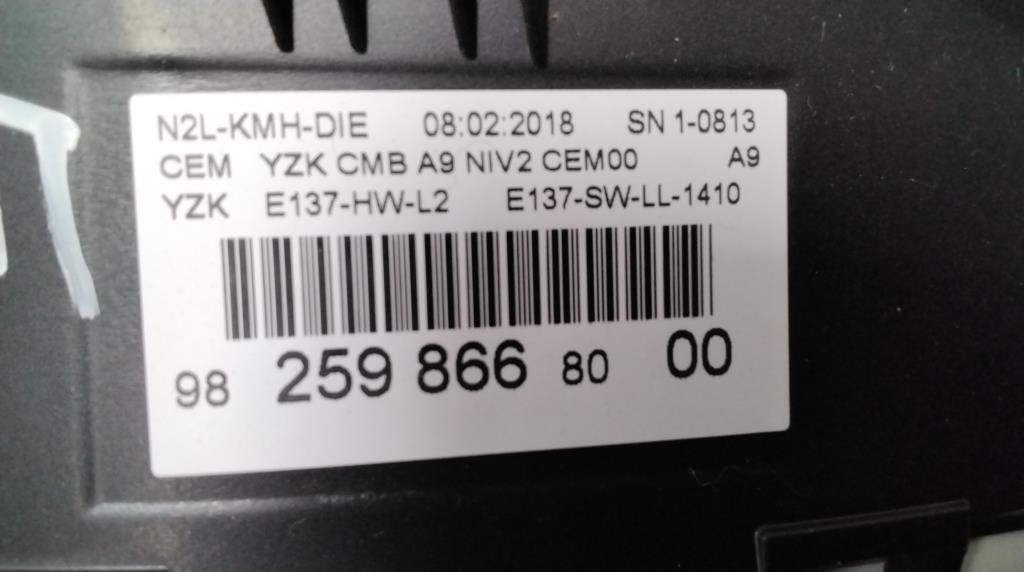 N2L-KMH-DIE 08:02:2018 SN 1-0813
CEM YZK CMB A9 NIV2 CEM00 A9
YZK E137-HW-L2 E137-SW-LL-1410
98 259 866 80 00